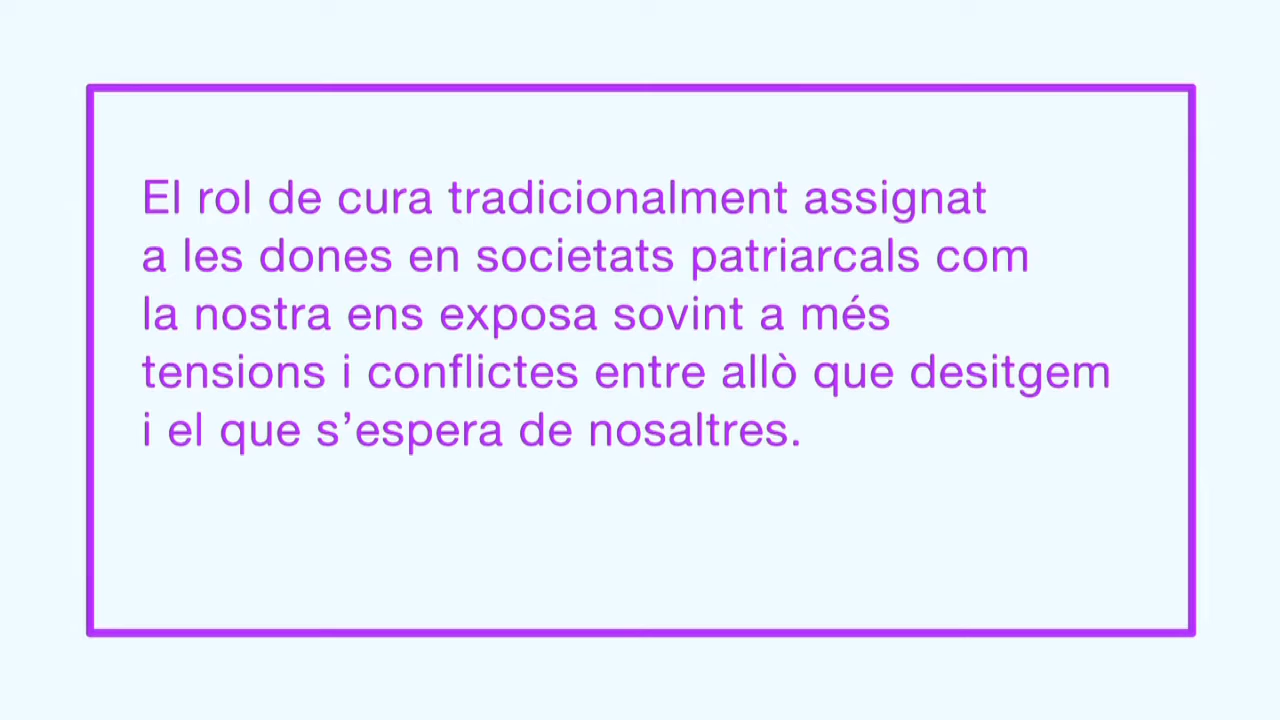 El rol de cura tradicionalment assignat
a les dones en societats patriarcals com
la nostra ens exposa sovint a més
tensions i conflictes entre allò que desitgem
i el que s’espera de nosaltres.